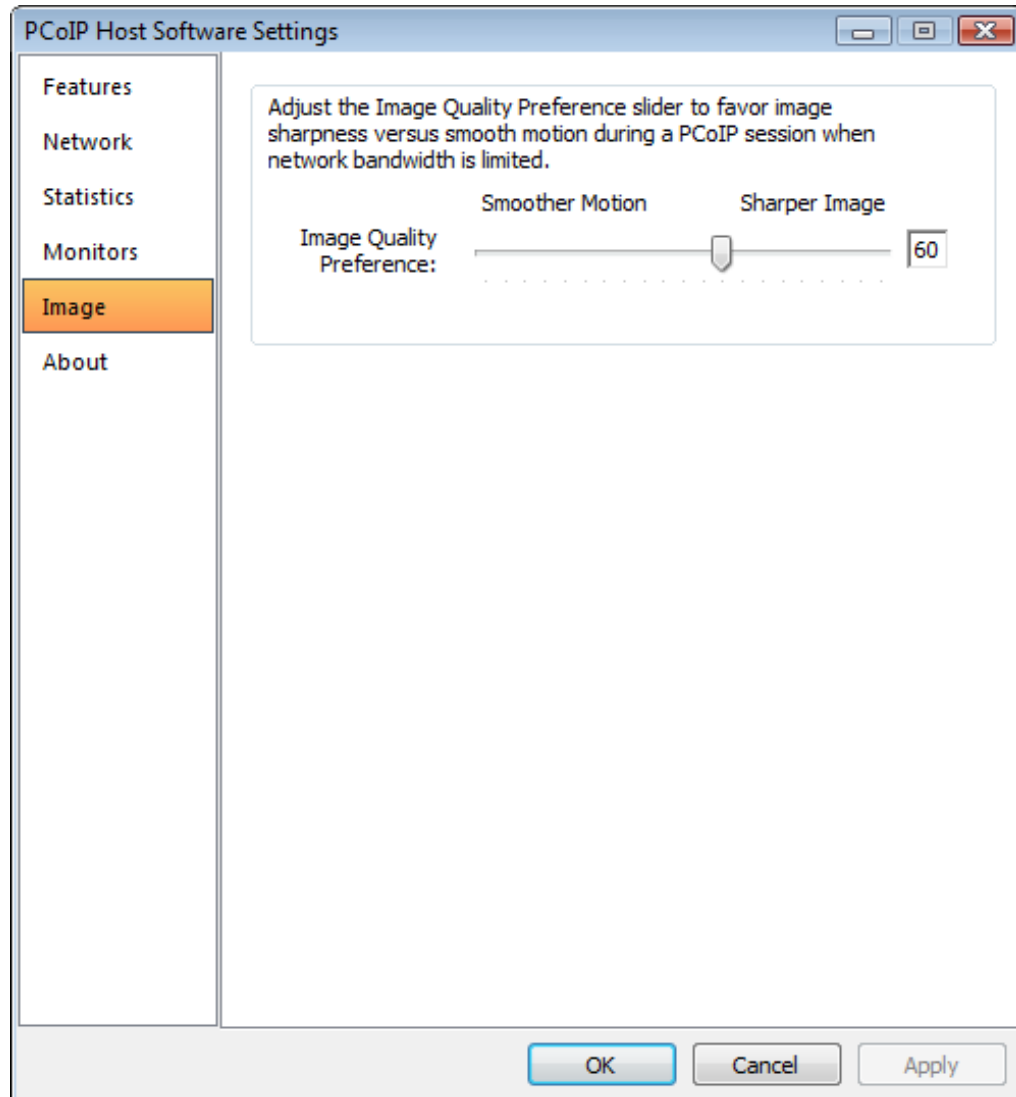 PCoIP Host Software Settings
Features
Network
Statistics
Monitors
Image
About
Adjust the Image Quality Preference slider to favor image
sharpness versus smooth motion during a PCoIP session when
network bandwidth is limited.
Smoother Motion Sharper Image
Image Quality
Preference:
60
OK Cancel Apply